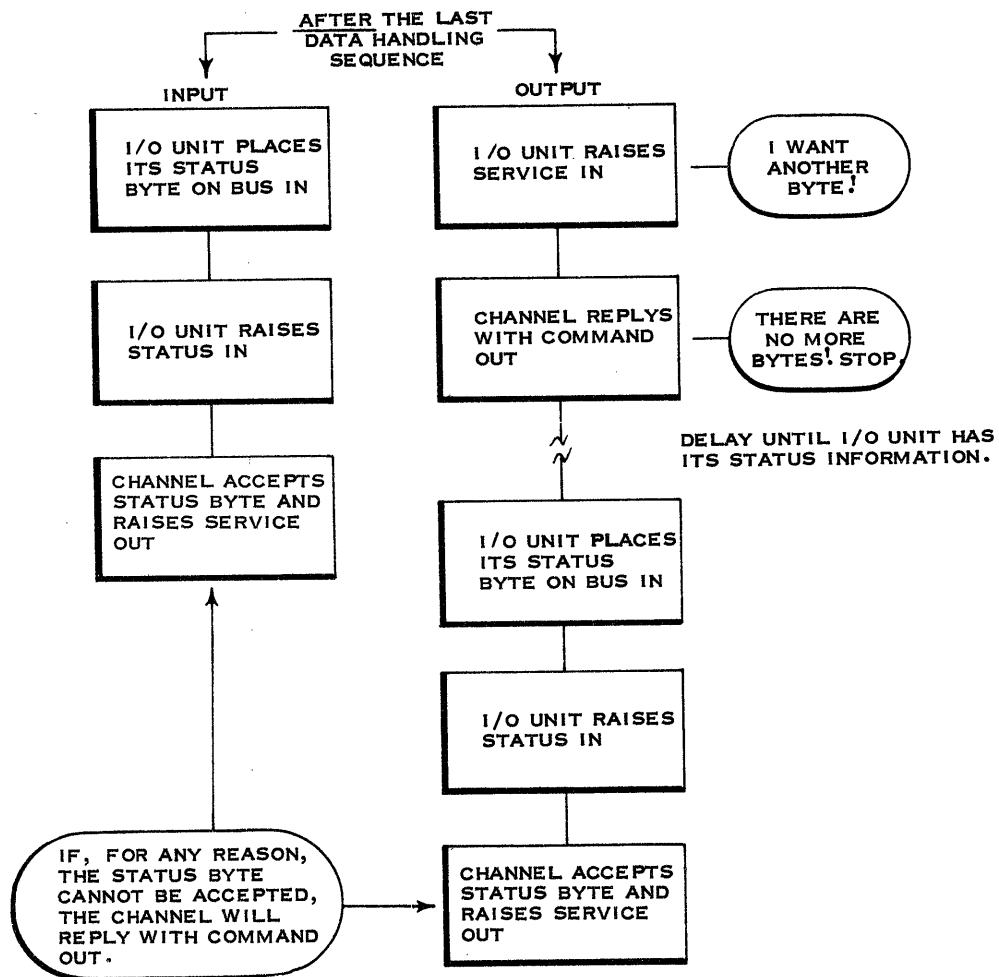 AFTER THE LAST
DATA HANDLING
SEQUENCE
INPUT
I/O UNIT PLACES
ITS STATUS
BYTE ON BUS IN
I/O UNIT RAISES
STATUS IN
CHANNEL ACCEPTS
STATUS BYTE AND
RAISES SERVICE
OUT
IF, FOR ANY REASON,
THE STATUS BYTE
CANNOT BE ACCEPTED,
THE CHANNEL WILL
REPLY WITH COMMAND
OUT.
OUTPUT
I/O UNIT RAISES
SERVICE IN
I WANT
ANOTHER
BYTE!
CHANNEL REPLYS
WITH COMMAND
OUT
THERE ARE
NO MORE
BYTES! STOP.
DELAY UNTIL I/O UNIT HAS
ITS STATUS INFORMATION.
I/O UNIT PLACES
ITS STATUS
BYTE ON BUS IN
I/O UNIT RAISES
STATUS IN
CHANNEL ACCEPTS
STATUS BYTE AND
RAISES SERVICE
OUT